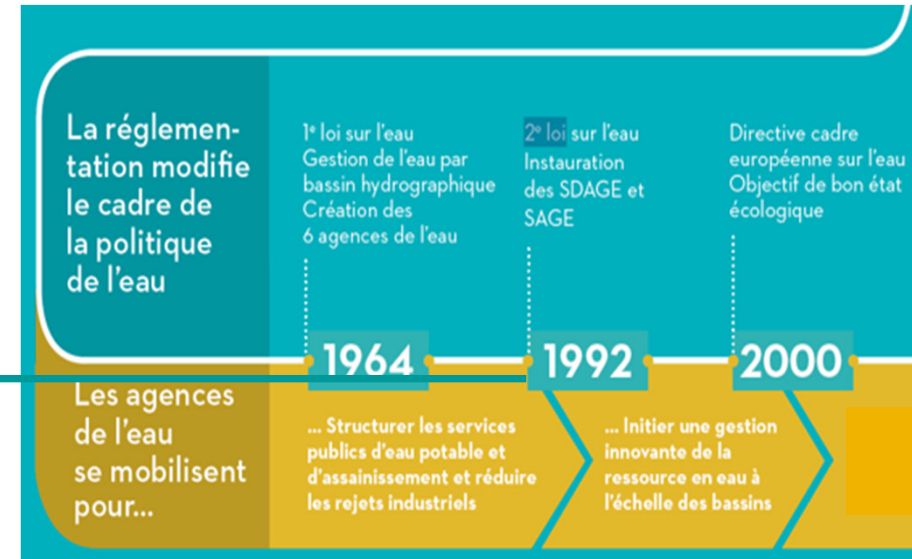 La réglemen-
tation modifie
le cadre de
la politique
de l'eau
1e loi sur l'eau
Gestion de l'eau par
bassin hydrographique
Création des
6 agences de l'eau
2e loi sur l'eau
Instauration
des SDAGE et
SAGE
Directive cadre
européenne sur l'eau
Objectif de bon état
écologique
1964
1992
2000
Les agences
de l'eau
se mobilisent
pour...
... Structurer les services
publics d'eau potable et
d'assainissement et réduire
les rejets industriels
... Initier une gestion
innovante de la
ressource en eau à
l'échelle des bassins